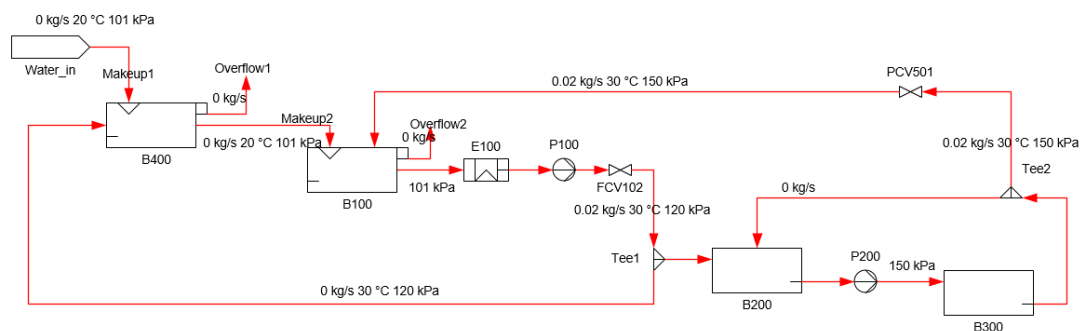 0 kg/s 20 °C 101 kPa
Water_in
Makeup1
Overflow1
0 kg/s
B400
Makeup2
0 kg/s 20 °C 101 kPa
Overflow2
0 kg/s
B100
101 kPa
E100
P100
FCV102
0.02 kg/s 30 °C 120 kPa
0.02 kg/s 30 °C 150 kPa
PCV501
0.02 kg/s 30 °C 150 kPa
Tee2
0 kg/s
Tee1
B200
P200
150 kPa
B300
0 kg/s 30 °C 120 kPa